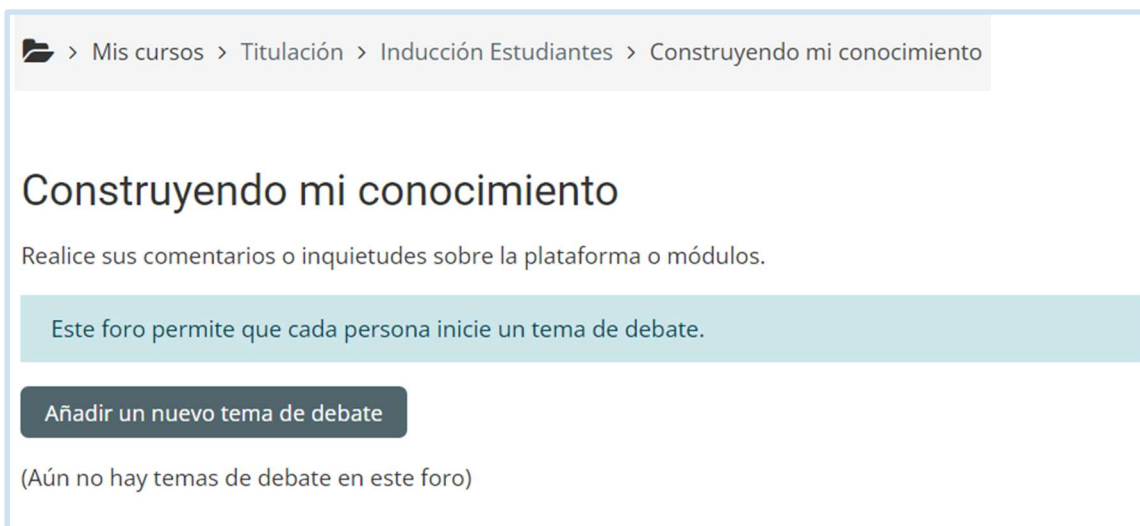 > Mis cursos > Titulación > Inducción Estudiantes > Construyendo mi conocimiento
Construyendo mi conocimiento
Realice sus comentarios o inquietudes sobre la plataforma o módulos.
Este foro permite que cada persona inicie un tema de debate.
Añadir un nuevo tema de debate
(Aún no hay temas de debate en este foro)